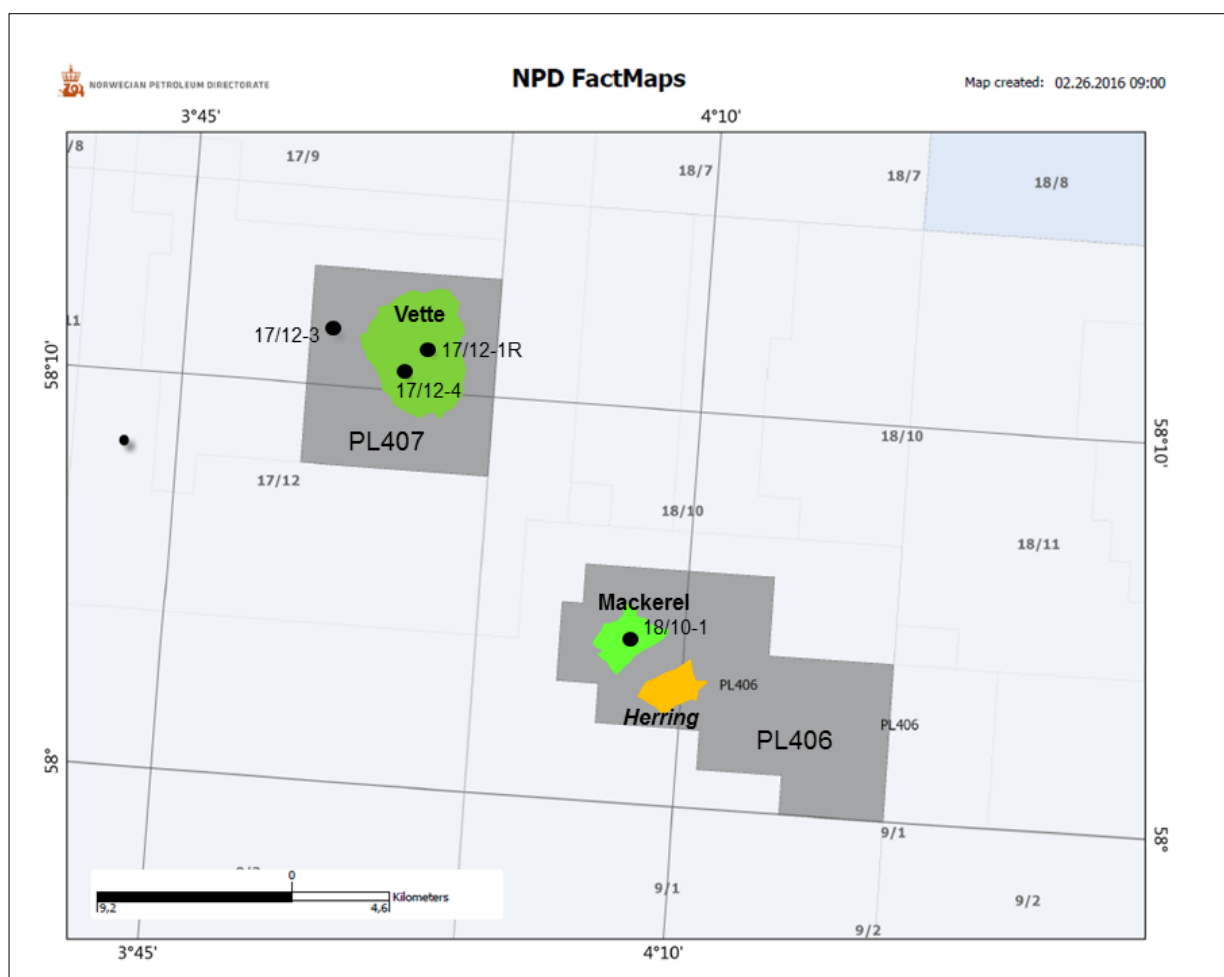 NORWEGIAN PETROLEUM DIRECTORATE
NPD FactMaps
Map created: 02.26.2016 09:00
3°45'
4°10'
/8
17/9
18/7
18/7
18/8
Vette
17/12-3
17/12-1R
17/12-4
11
58°10'
58°10'
PL407
18/10
17/12
18/10
18/11
Mackerel
18/10-1
PL406
Herring
PL406
PL406
58°
58°
9/1
9/1
9/2
9/2
0
Kilometers
9,2
4,6
3°45'
4°10'